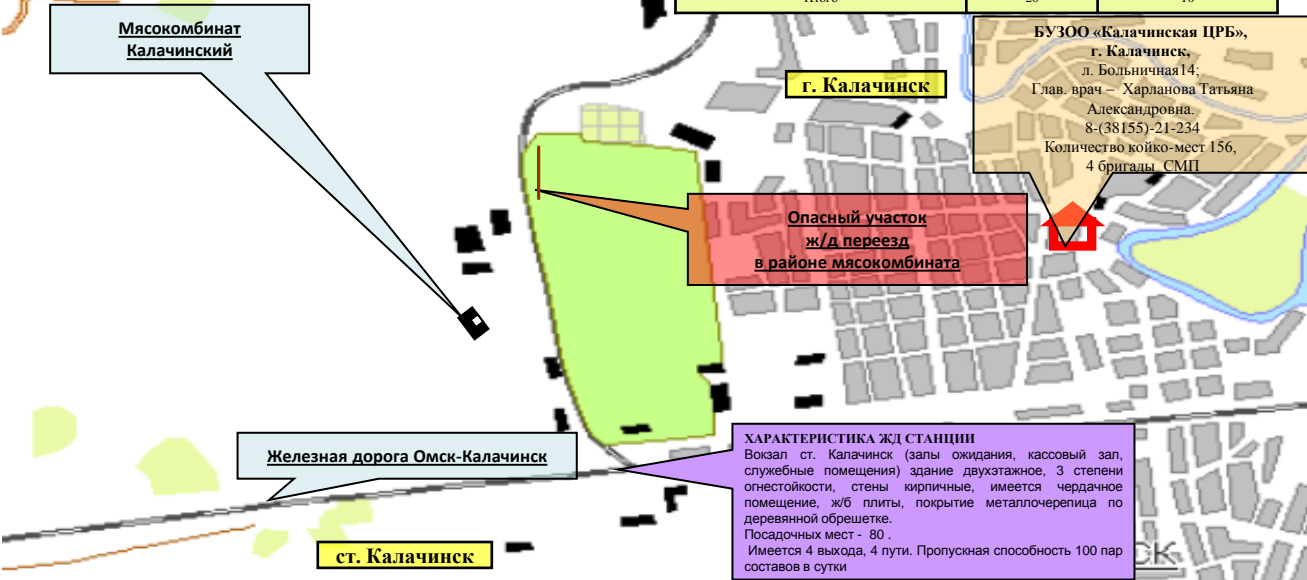 Итого 20 10
Мясокомбинат
Калачинский
г. Калачинск
БУЗОО «Калачинская ЦРБ»,
г. Калачинск,
л. Больничная14;
Глав. врач – Харланова Татьяна
Александровна.
8-(38155)-21-234
Количество койко-мест 156,
4 бригады СМП
Опасный участок
ж/д переезд
в районе мясокомбината
Железная дорога Омск-Калачинск
ХАРАКТЕРИСТИКА ЖД СТАНЦИИ
Вокзал ст. Калачинск (залы ожидания, кассовый зал,
служебные помещения) здание двухэтажное, 3 степени
огнестойкости, стены кирпичные, имеется чердачное
помещение, ж/б плиты, покрытие металлочерепица по
деревянной обрешетке.
Посадочных мест - 80 .
Имеется 4 выхода, 4 пути. Пропускная способность 100 пар
составов в сутки
ст. Калачинск
СК